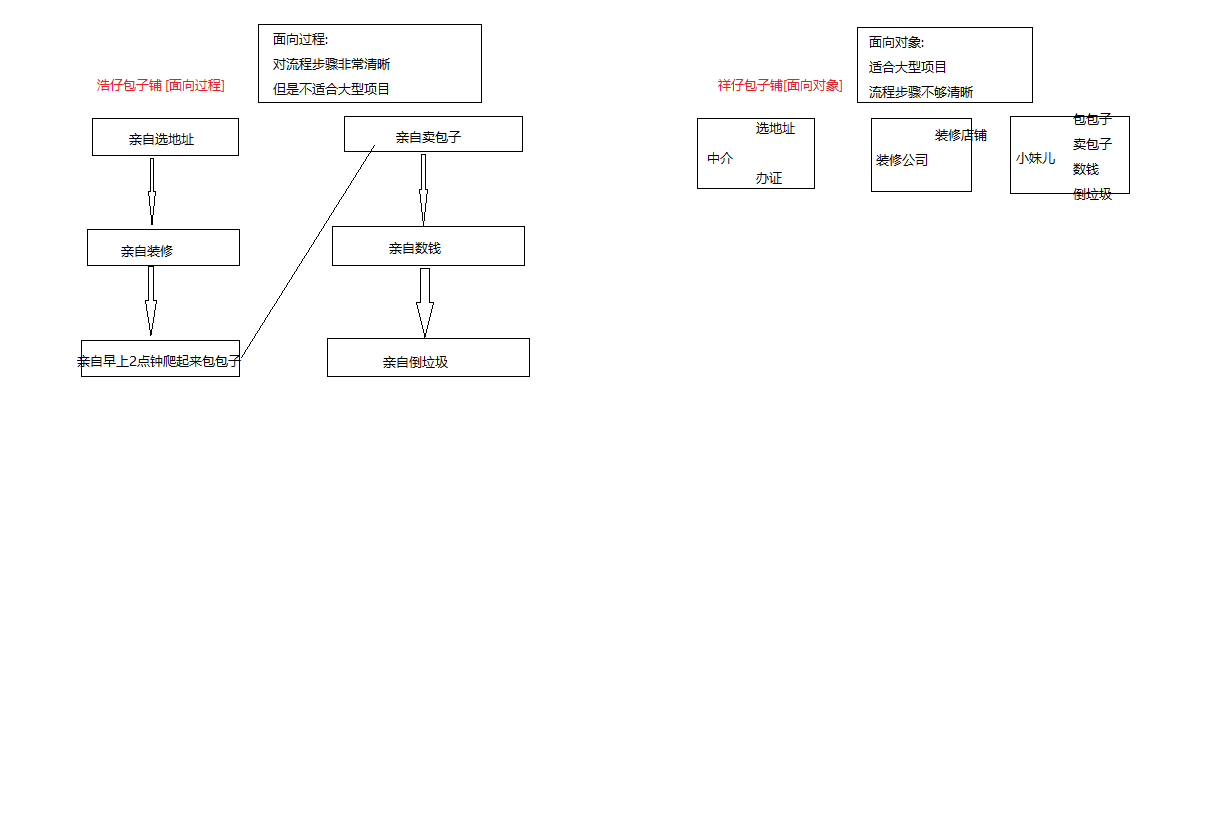 面向过程:
对流程步骤非常清晰
但是不适合大型项目
浩仔包子铺 [面向过程]
亲自选地址
亲自装修
亲自早上2点钟爬起来包包子
亲自卖包子
亲自数钱
亲自倒垃圾
面向对象:
适合大型项目
流程步骤不够清晰
祥仔包子铺[面向对象]
中介
选地址
办证
装修公司
装修店铺
小妹儿
包包子
卖包子
数钱
倒垃圾